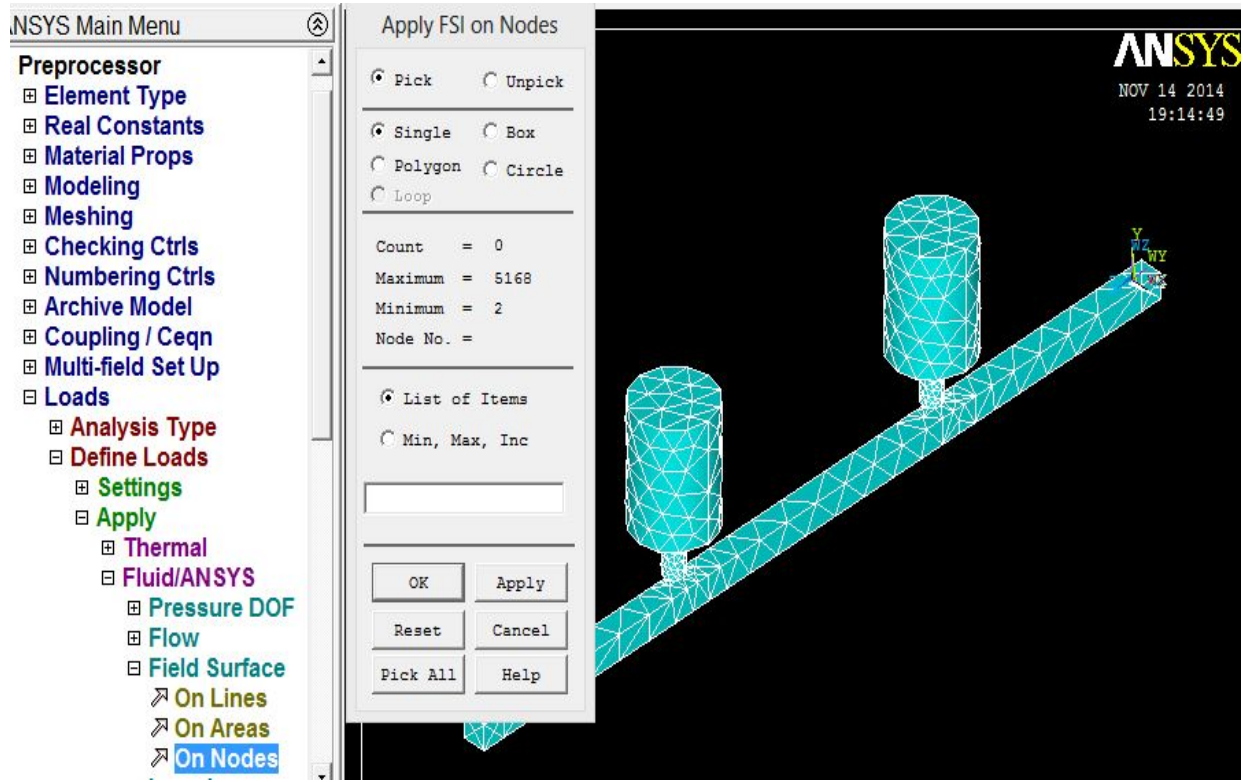 ANSYS Main Menu
Preprocessor
Element Type
Real Constants
Material Props
Modeling
Meshing
Checking Ctrls
Numbering Ctrls
Archive Model
Coupling / Ceqn
Multi-field Set Up
Loads
Analysis Type
Define Loads
Settings
Apply
Thermal
Fluid/ANSYS
Pressure DOF
Flow
Field Surface
On Lines
On Areas
On Nodes
Apply FSI on Nodes
Pick Unpick
Single Box
Polygon Circle
Loop
Count = 0
Maximum = 5168
Minimum = 2
Node No. =
List of Items
Min, Max, Inc
OK Apply
Reset Cancel
Pick All Help
ANSYS
NOV 14 2014
19:14:49
Y
WZ
WY